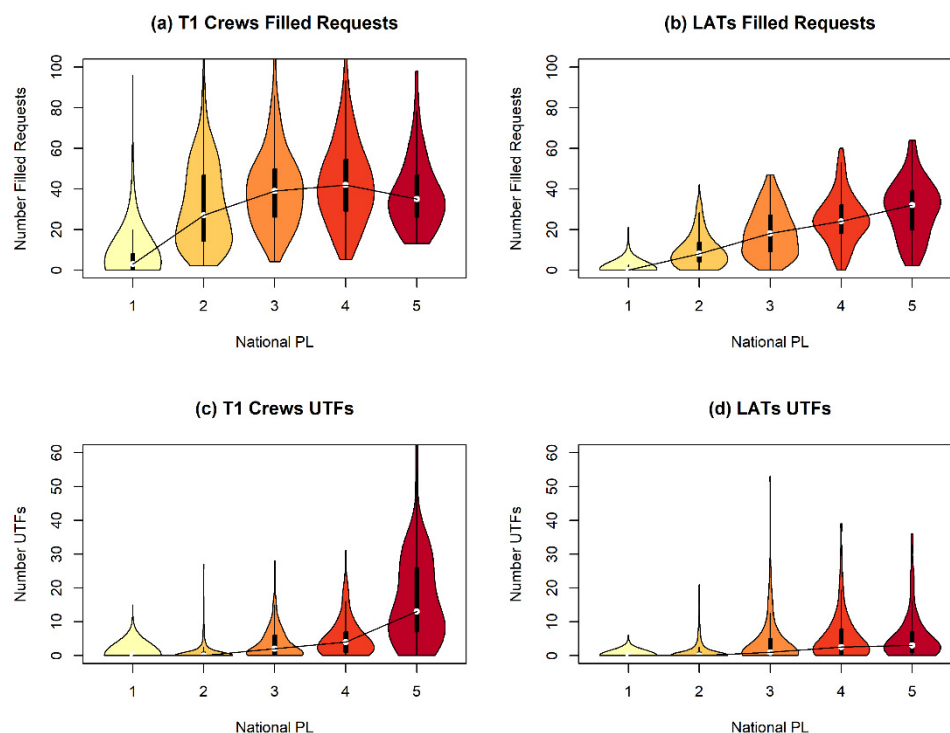 (a) T1 Crews Filled Requests
Number Filled Requests
100
80
60
40
20
0
1 2 3 4 5
National PL
(b) LATs Filled Requests
Number Filled Requests
100
80
60
40
20
0
1 2 3 4 5
National PL
(c) T1 Crews UTFs
Number UTFs
60
50
40
30
20
10
0
1 2 3 4 5
National PL
(d) LATs UTFs
Number UTFs
60
50
40
30
20
10
0
1 2 3 4 5
National PL